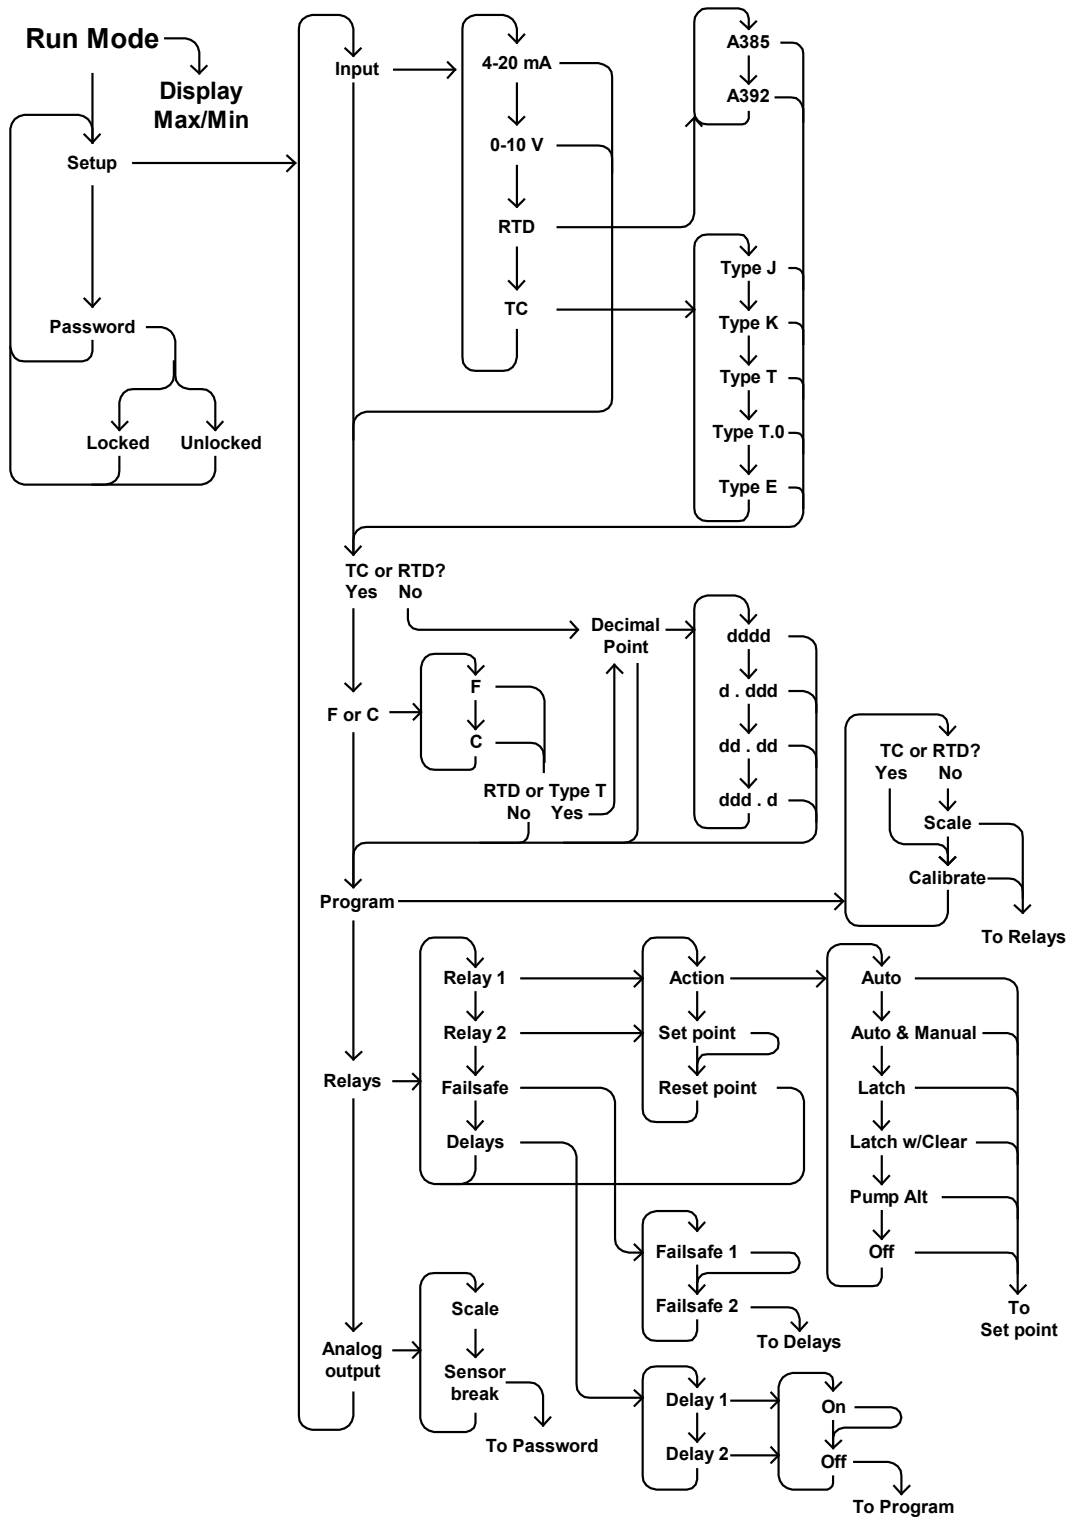 Run Mode
Display
Max/Min
Setup
Password
Locked
Unlocked
Input
4-20 mA
0-10 V
RTD
TC
A385
A392
Type J
Type K
Type T
Type T.0
Type E
TC or RTD?
Yes No
F or C
F
C
RTD or Type T
No Yes
Decimal
Point
dddd
d . ddd
dd . dd
ddd . d
Program
TC or RTD?
Yes No
Scale
Calibrate
To Relays
Relays
Relay 1
Relay 2
Failsafe
Delays
Action
Set point
Reset point
Auto
Auto & Manual
Latch
Latch w/Clear
Pump Alt
Off
To
Set point
Failsafe 1
Failsafe 2
To Delays
Analog
output
Scale
Sensor
break
To Password
Delay 1
Delay 2
On
Off
To Program